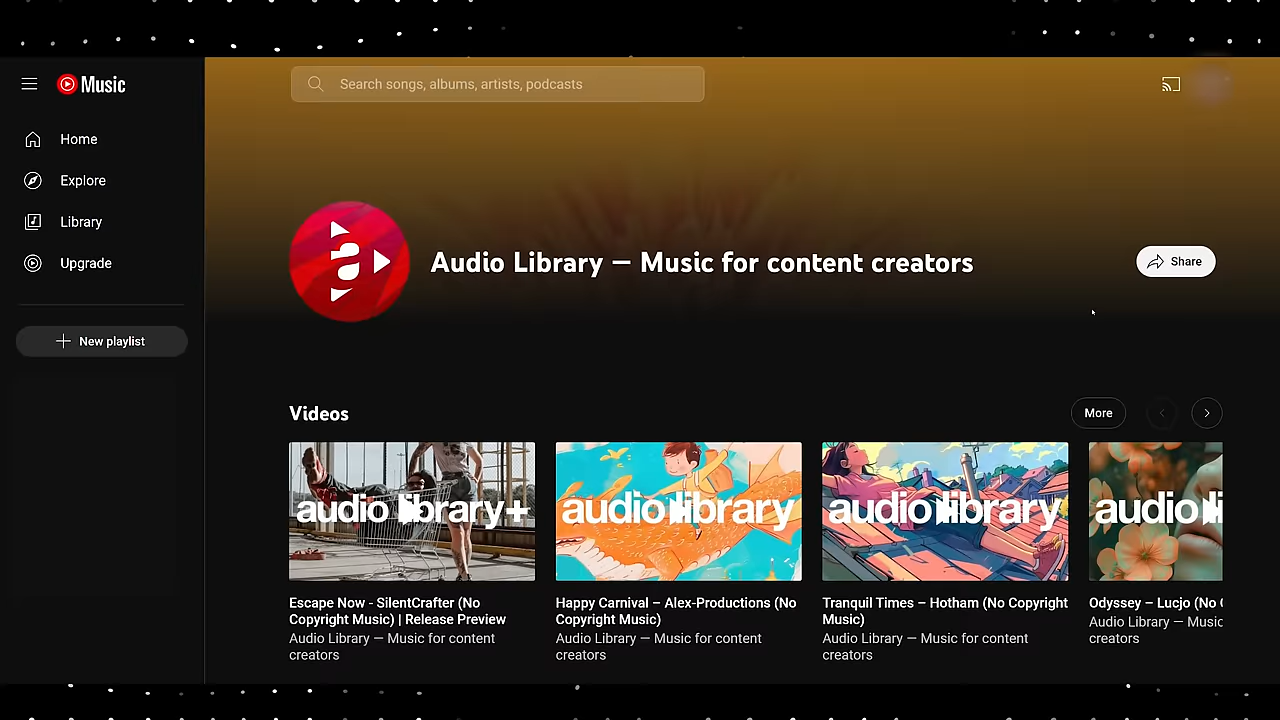 Music
Search songs, albums, artists, podcasts
Home
Explore
Library
Upgrade
New playlist
a
Audio Library — Music for content creators
Share
Videos
More
audio library+
audio library
audio library
audio li
Escape Now - SilentCrafter (No
Copyright Music) | Release Preview
Audio Library — Music for content
creators
Happy Carnival – Alex-Productions (No
Copyright Music)
Audio Library — Music for content
creators
Tranquil Times – Hotham (No Copyright
Music)
Audio Library — Music for content
creators
Odyssey – Lucjo (No
Audio Library — Music
creators